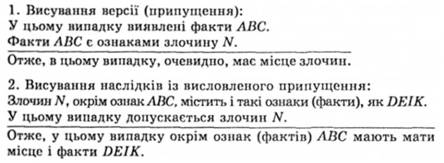 1. Висування версії (припущення):
У цьому випадку виявлені факти ABC.
Факти ABC є ознаками злочину N.
Отже, в цьому випадку, очевидно, має місце злочин.
2. Висування наслідків із висловленого припущення:
Злочин N, окрім ознак ABC, містить і такі ознаки (факти), як DEIK.
У цьому випадку допускається злочин N.
Отже, у цьому випадку окрім ознак (фактів) ABC мають мати
місце і факти DEIK.